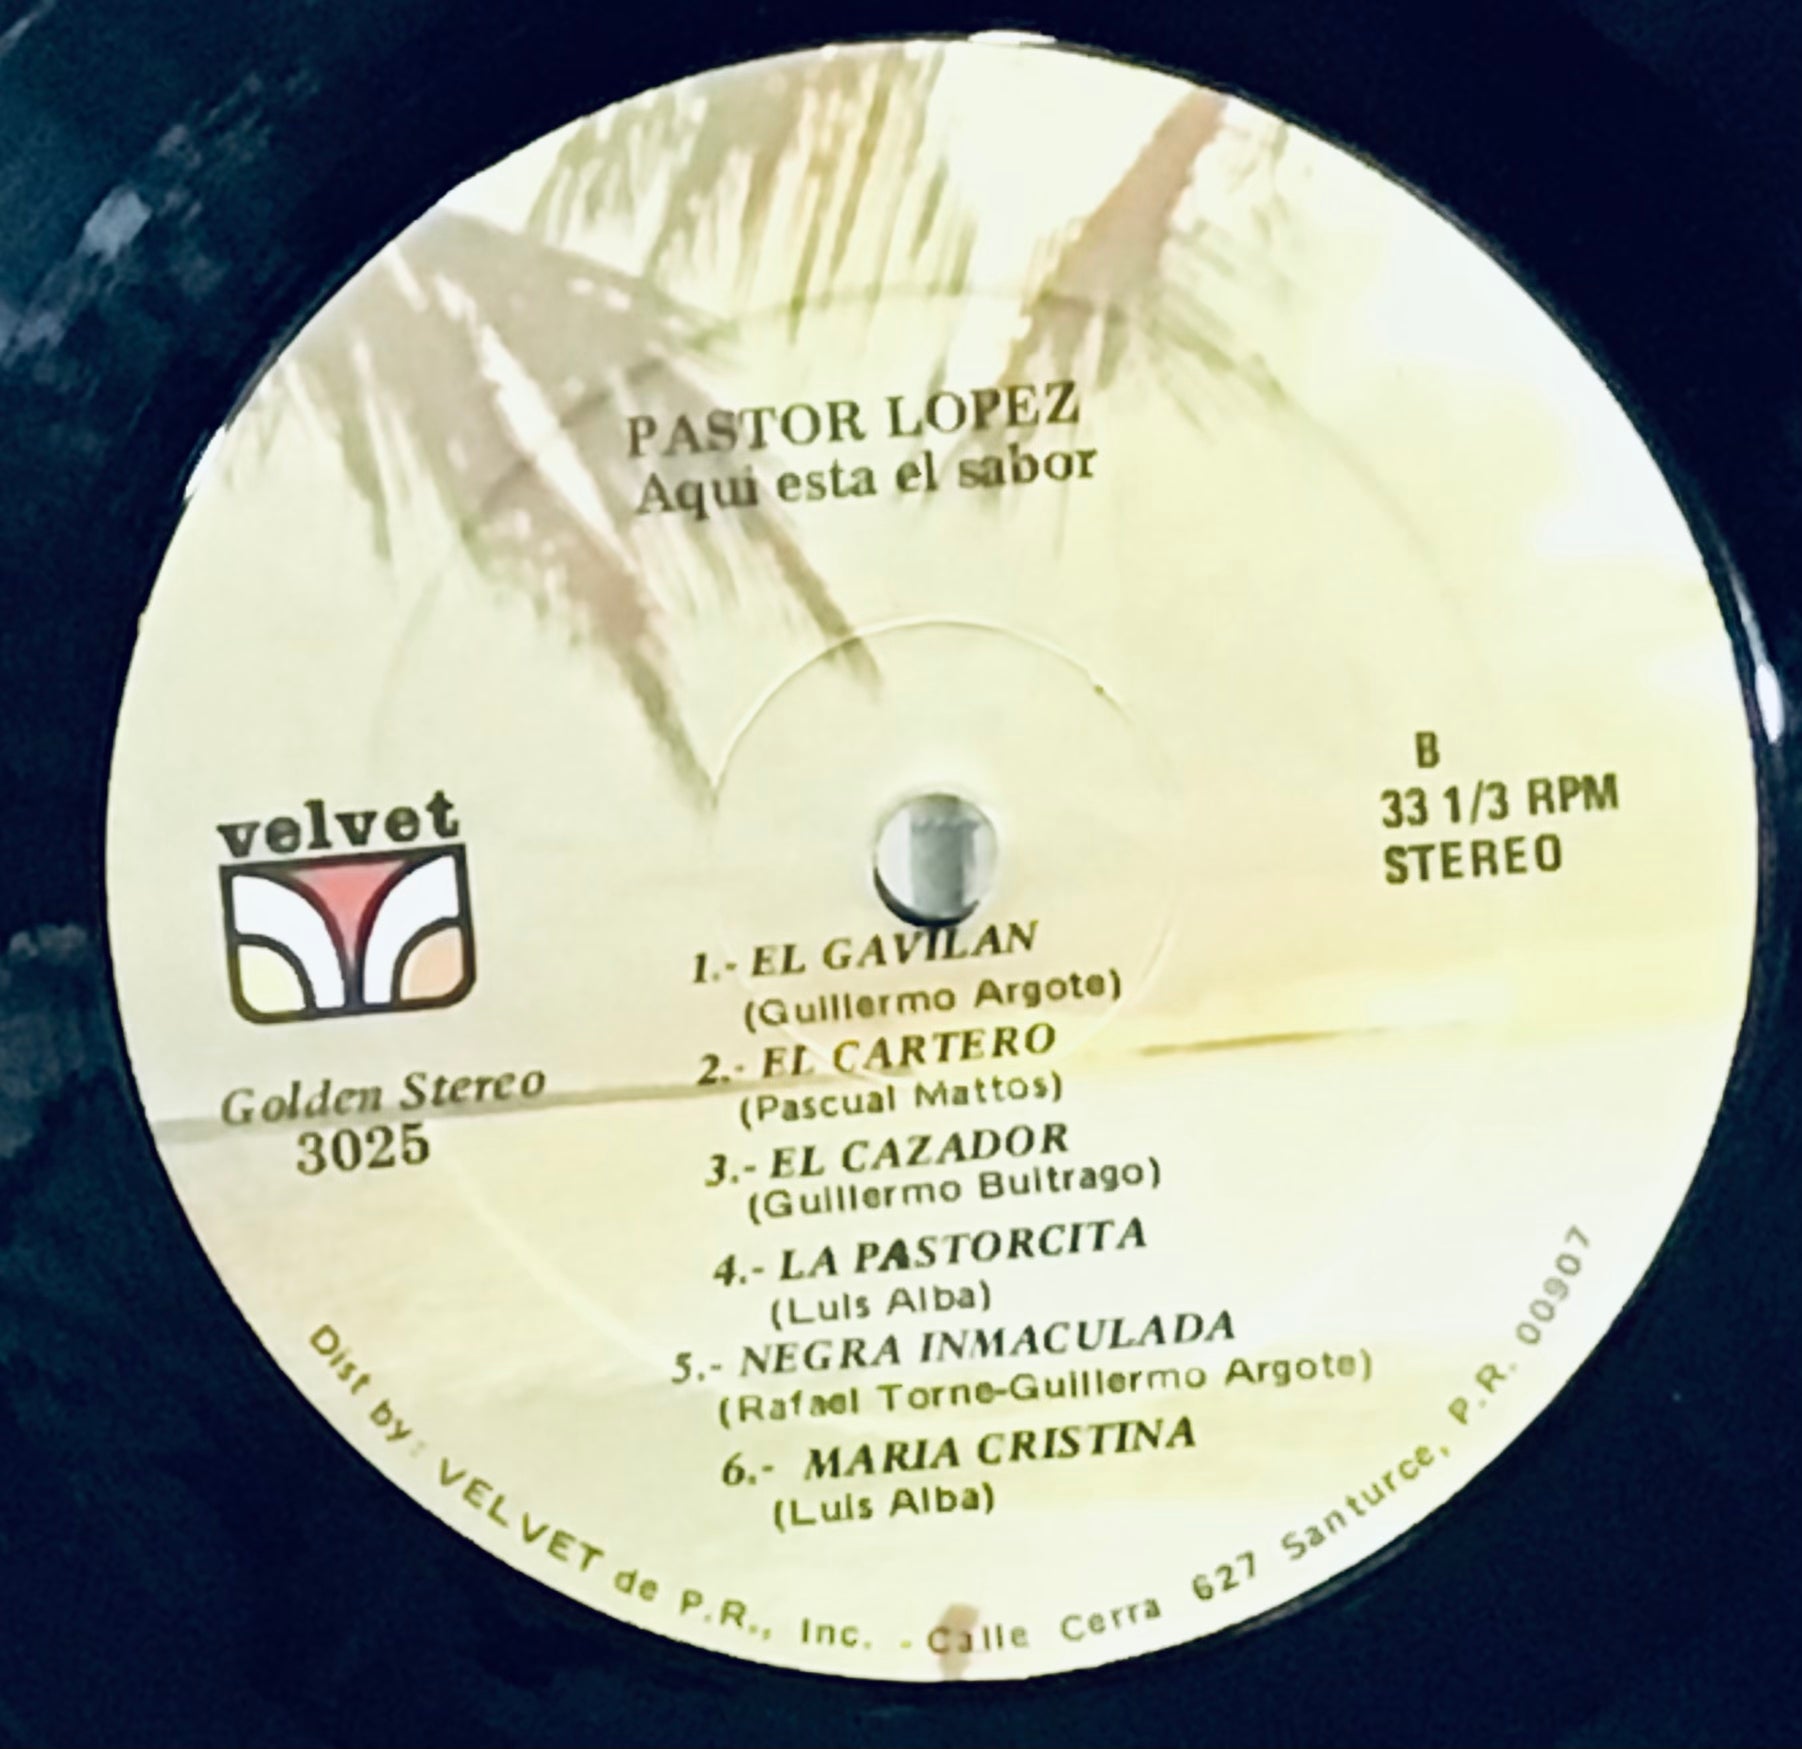 PASTOR LOPEZ
Aqui esta el sabor
velvet
Golden Stereo
3025
B
33 1/3 RPM
STEREO
1.- EL GAVILAN
(Guillermo Argote)
2.- EL CARTERO
(Pascual Mattos)
3.- EL CAZADOR
(Guillermo Buitrago)
4.- LA PASTORCITA
(Luis Alba)
5.- NEGRA INMACULADA
(Rafael Torne-Guillermo Argote)
6.- MARIA CRISTINA
(Luis Alba)
Dist by: VELVET de P.R., Inc. - Calle Cerra 627 Santurce, P.R. 00907